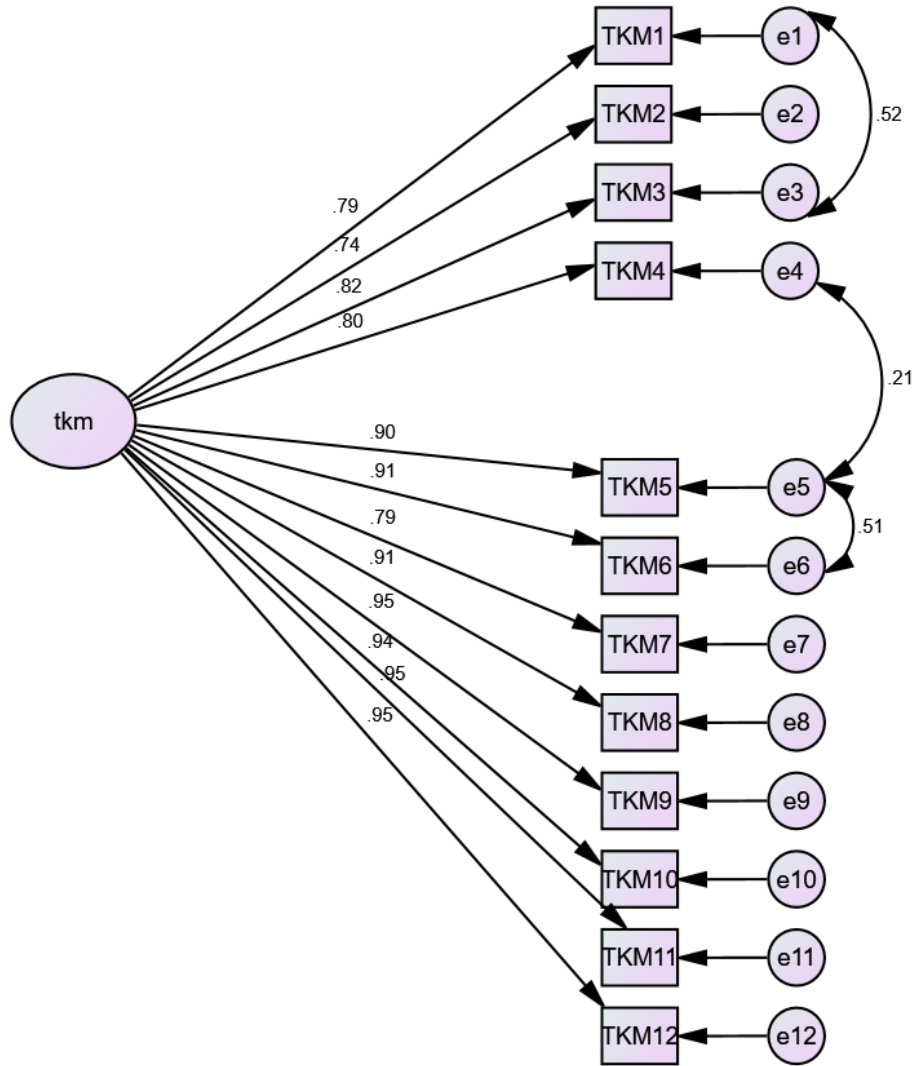 TKM1
e1
.52
TKM2
e2
TKM3
e3
.79
.74
TKM4
e4
.82
.80
.21
tkm
.90
.91
TKM5
e5
.79
.51
.91
TKM6
e6
.95
.94
TKM7
e7
.95
.95
TKM8
e8
TKM9
e9
TKM10
e10
TKM11
e11
TKM12
e12